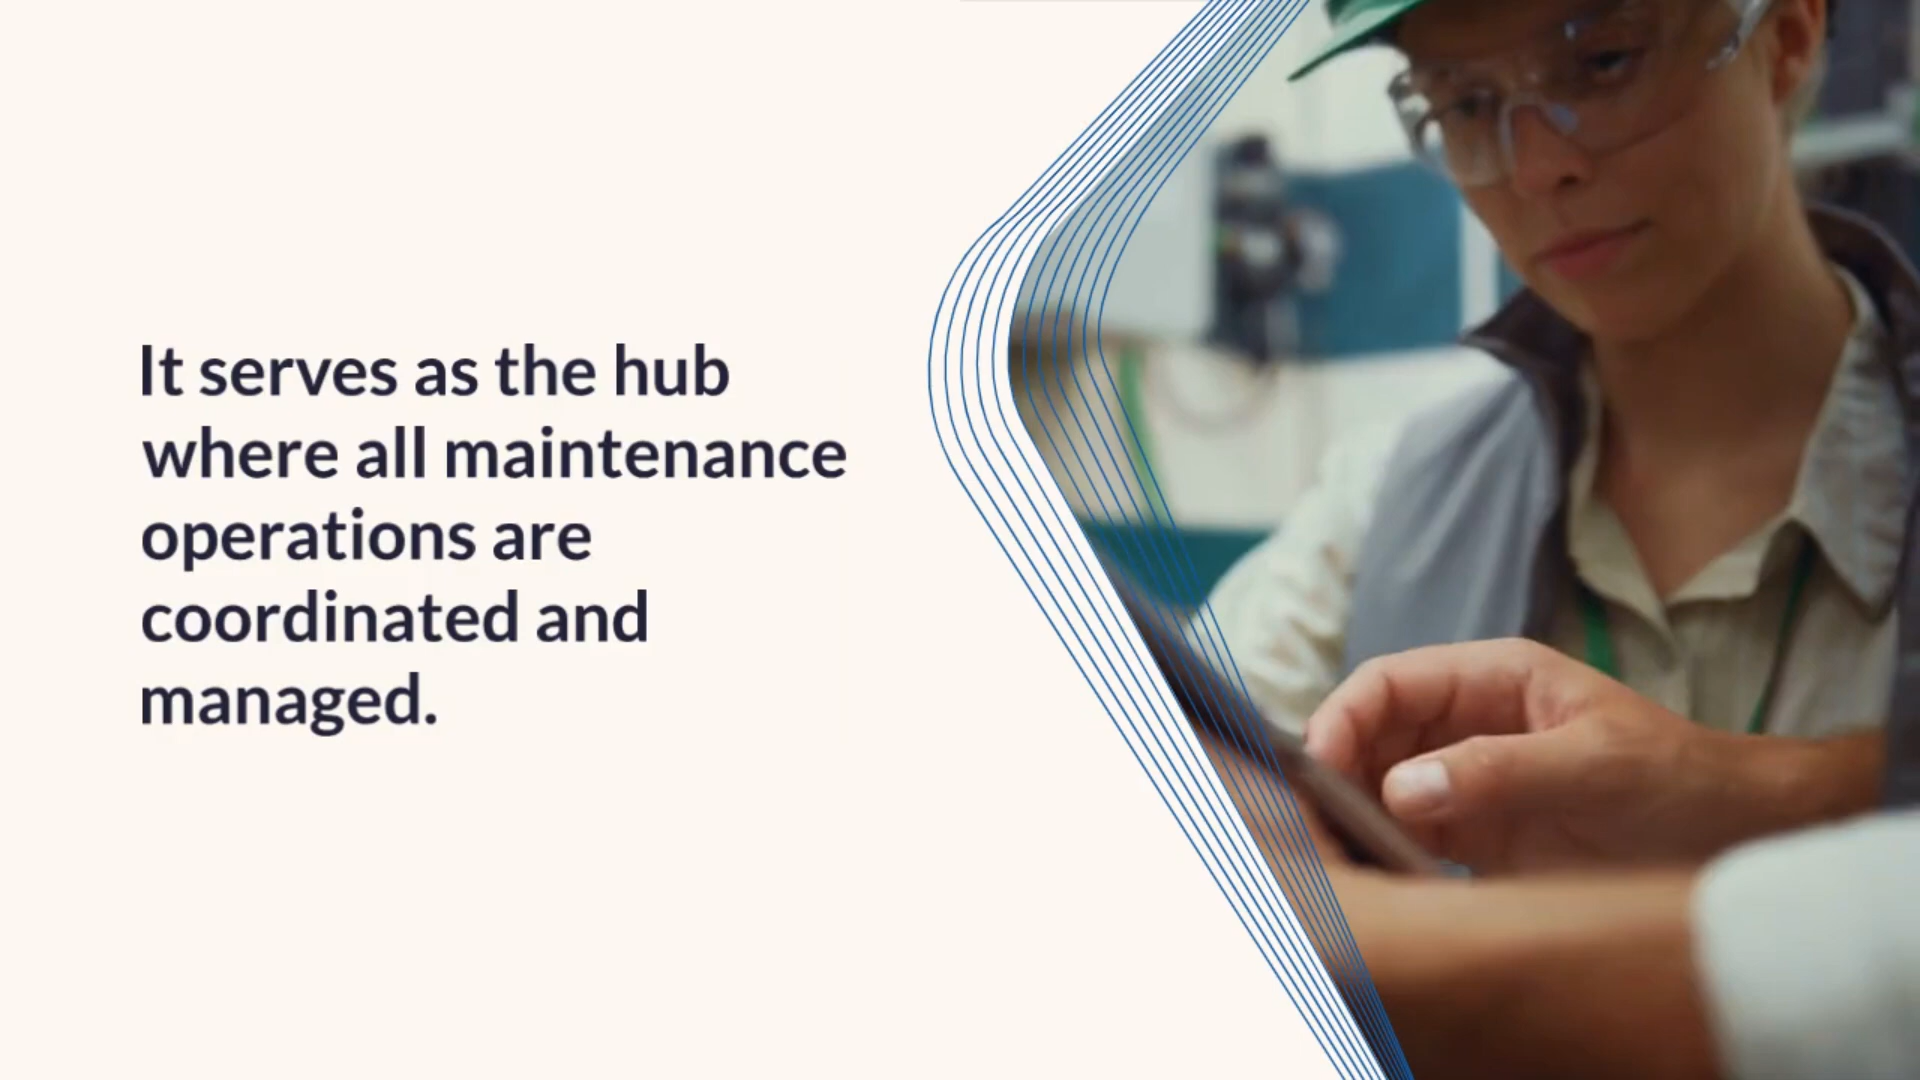 It serves as the hub
where all maintenance
operations are
coordinated and
managed.